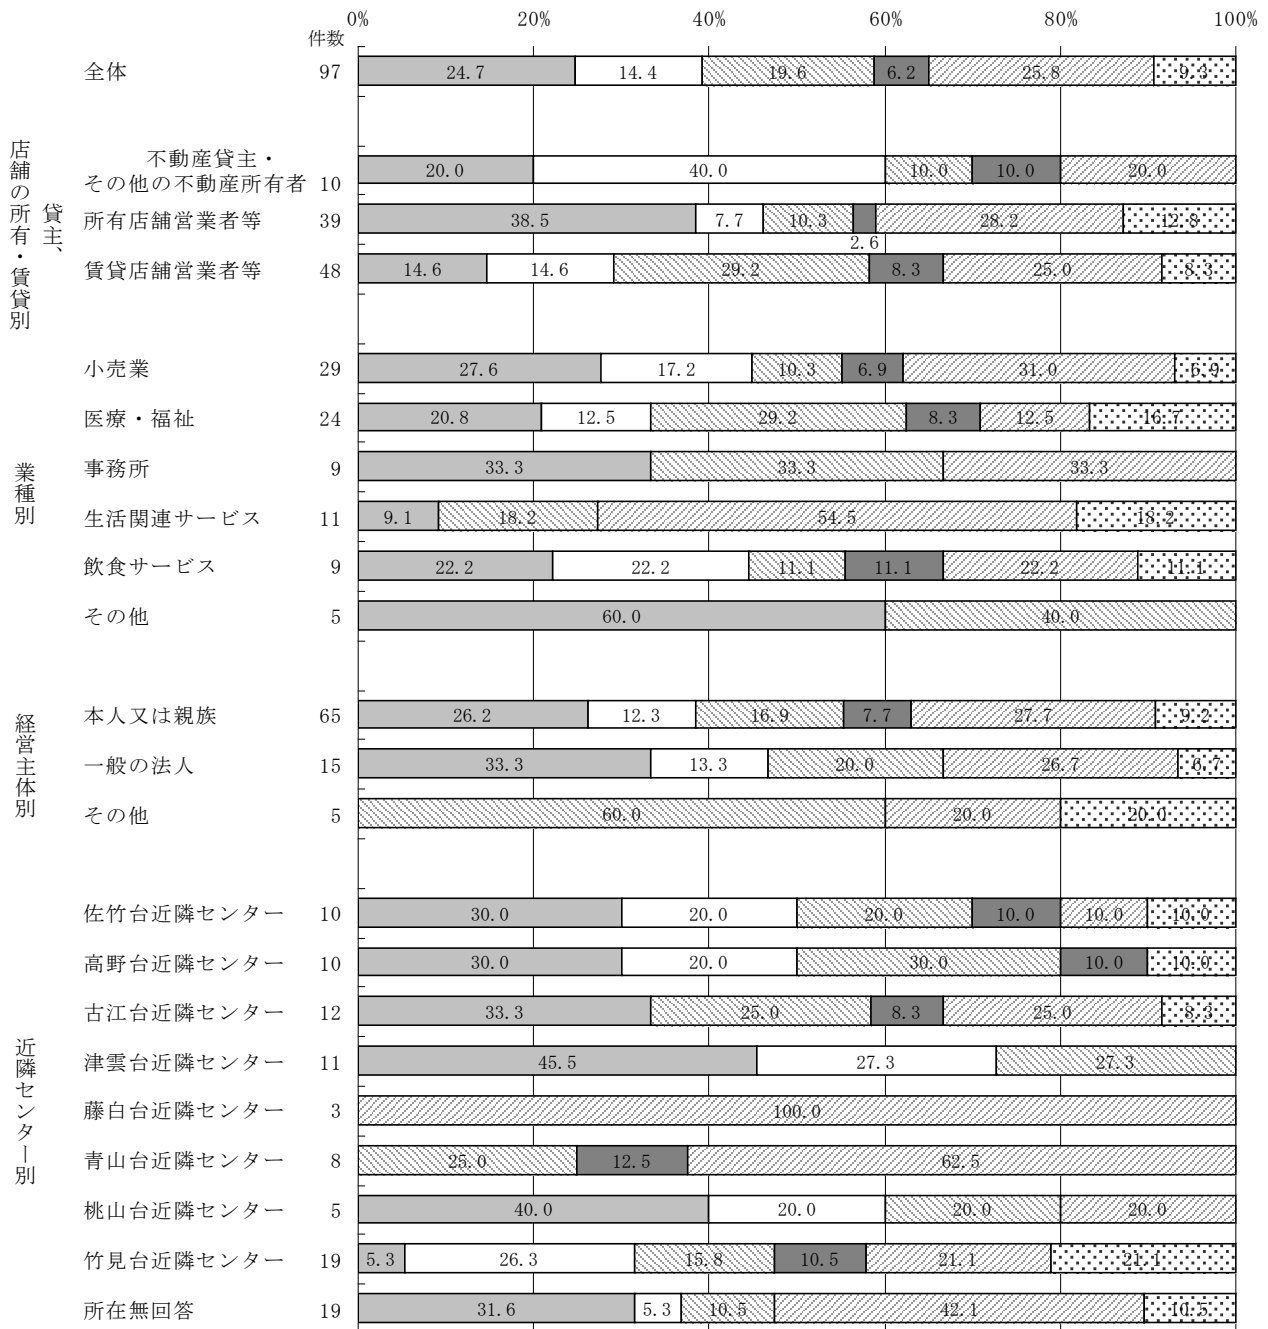 0% 20% 40% 60% 80% 100%
件数
全体 97 24.7 14.4 19.6 6.2 25.8 9.3
店舗の所有・賃貸別
貸主、
不動産貸主・
その他の不動産所有者 10 20.0 40.0 10.0 10.0 20.0
所有店舗営業者等 39 38.5 7.7 10.3 28.2 12.8
2.6
賃貸店舗営業者等 48 14.6 14.6 29.2 8.3 25.0 8.3
業種別
小売業 29 27.6 17.2 10.3 6.9 31.0 6.9
医療・福祉 24 20.8 12.5 29.2 8.3 12.5 16.7
事務所 9 33.3 33.3 33.3
生活関連サービス 11 9.1 18.2 54.5 18.2
飲食サービス 9 22.2 22.2 11.1 11.1 22.2 11.1
その他 5 60.0 40.0
経営主体別
本人又は親族 65 26.2 12.3 16.9 7.7 27.7 9.2
一般の法人 15 33.3 13.3 20.0 26.7 6.7
その他 5 60.0 20.0 20.0
近隣センター別
佐竹台近隣センター 10 30.0 20.0 20.0 10.0 10.0 10.0
高野台近隣センター 10 30.0 20.0 30.0 10.0 10.0
古江台近隣センター 12 33.3 25.0 8.3 25.0 8.3
津雲台近隣センター 11 45.5 27.3 27.3
藤白台近隣センター 3 100.0
青山台近隣センター 8 25.0 12.5 62.5
桃山台近隣センター 5 40.0 20.0 20.0 20.0
竹見台近隣センター 19 5.3 26.3 15.8 10.5 21.1 21.1
所在無回答 19 31.6 5.3 10.5 42.1 10.5